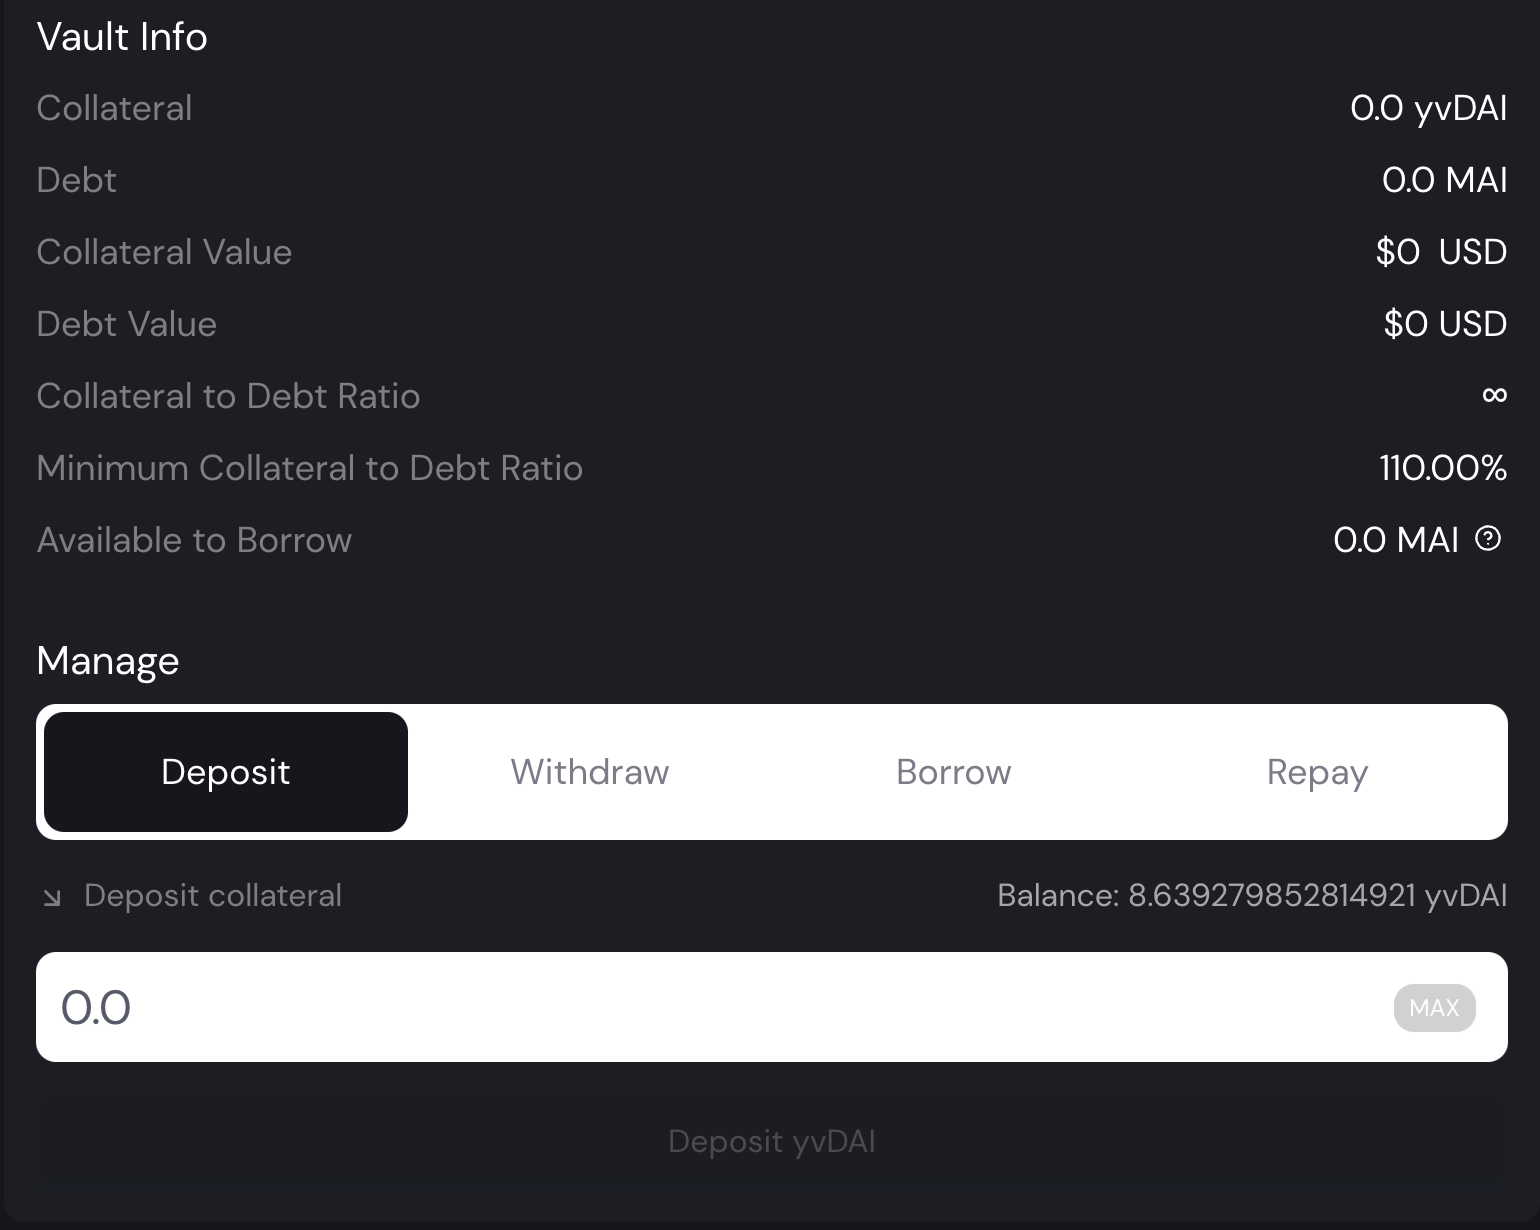 Vault Info
Collateral 0.0 yvDAI
Debt 0.0 MAI
Collateral Value $0 USD
Debt Value $0 USD
Collateral to Debt Ratio ∞
Minimum Collateral to Debt Ratio 110.00%
Available to Borrow 0.0 MAI ?
Manage
Deposit Withdraw Borrow Repay
↘ Deposit collateral Balance: 8.639279852814921 yvDAI
0.0 MAX
Deposit yvDAI